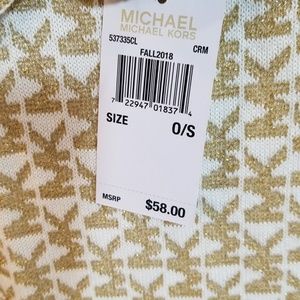 MICHAEL
MICHAEL KORS
537335CL CRM
FALL2018
7 22947 01837 4
SIZE O/S
MSRP $58.00